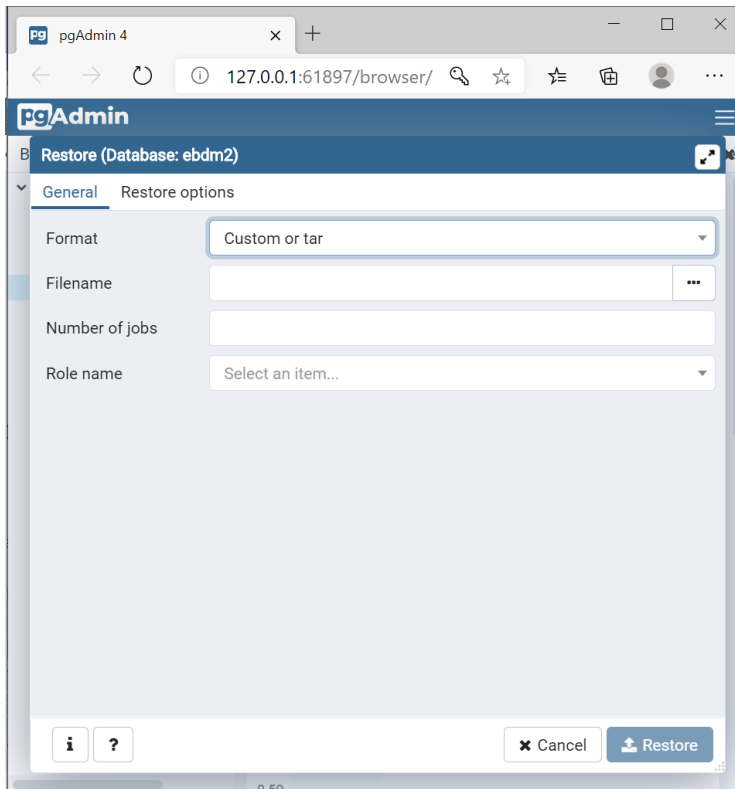 pgAdmin 4
127.0.0.1:61897/browser/
pgAdmin
B
Restore (Database: ebdm2)
General Restore options
Format Custom or tar
Filename
Number of jobs
Role name Select an item...
i ? Cancel Restore